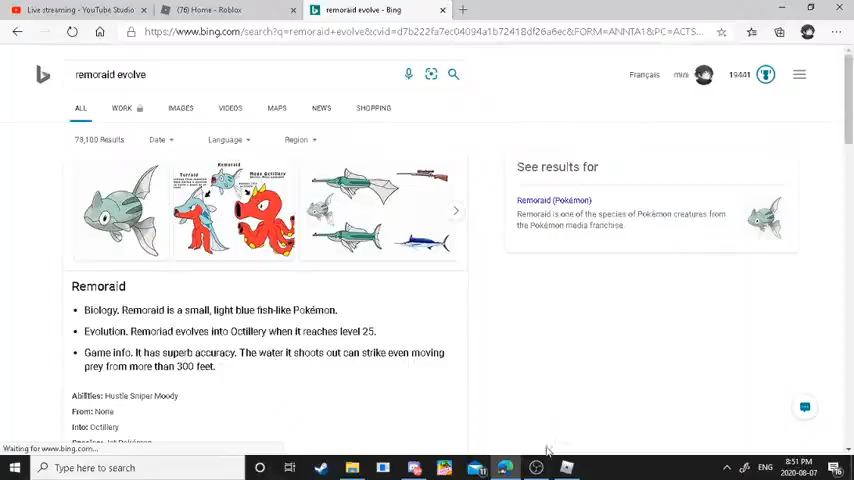 Live streaming - YouTube Studio
(76) Home - Roblox
remoraid evolve - Bing
https://www.bing.com/search?q=remoraid+evolve&cvid=d7b222fa7ec04094a1b72418df26a6ec&FORM=ANNTA1&PC=ACTS...
remoraid evolve
Français
mini
19441
ALL
WORK
IMAGES
VIDEOS
MAPS
NEWS
SHOPPING
78,100 Results
Date
Language
Region
Remoraid
See results for
Remoraid (Pokémon)
Remoraid is one of the species of Pokémon creatures from
the Pokémon media franchise.
Remoraid
• Biology. Remoraid is a small, light blue fish-like Pokémon.
• Evolution. Remoriad evolves into Octillery when it reaches level 25.
• Game info. It has superb accuracy. The water it shoots out can strike even moving
prey from more than 300 feet.
Abilities: Hustle Sniper Moody
From: None
Into: Octillery
Waiting for www.bing.com...
Type here to search
ENG
8:51 PM
2020-08-07